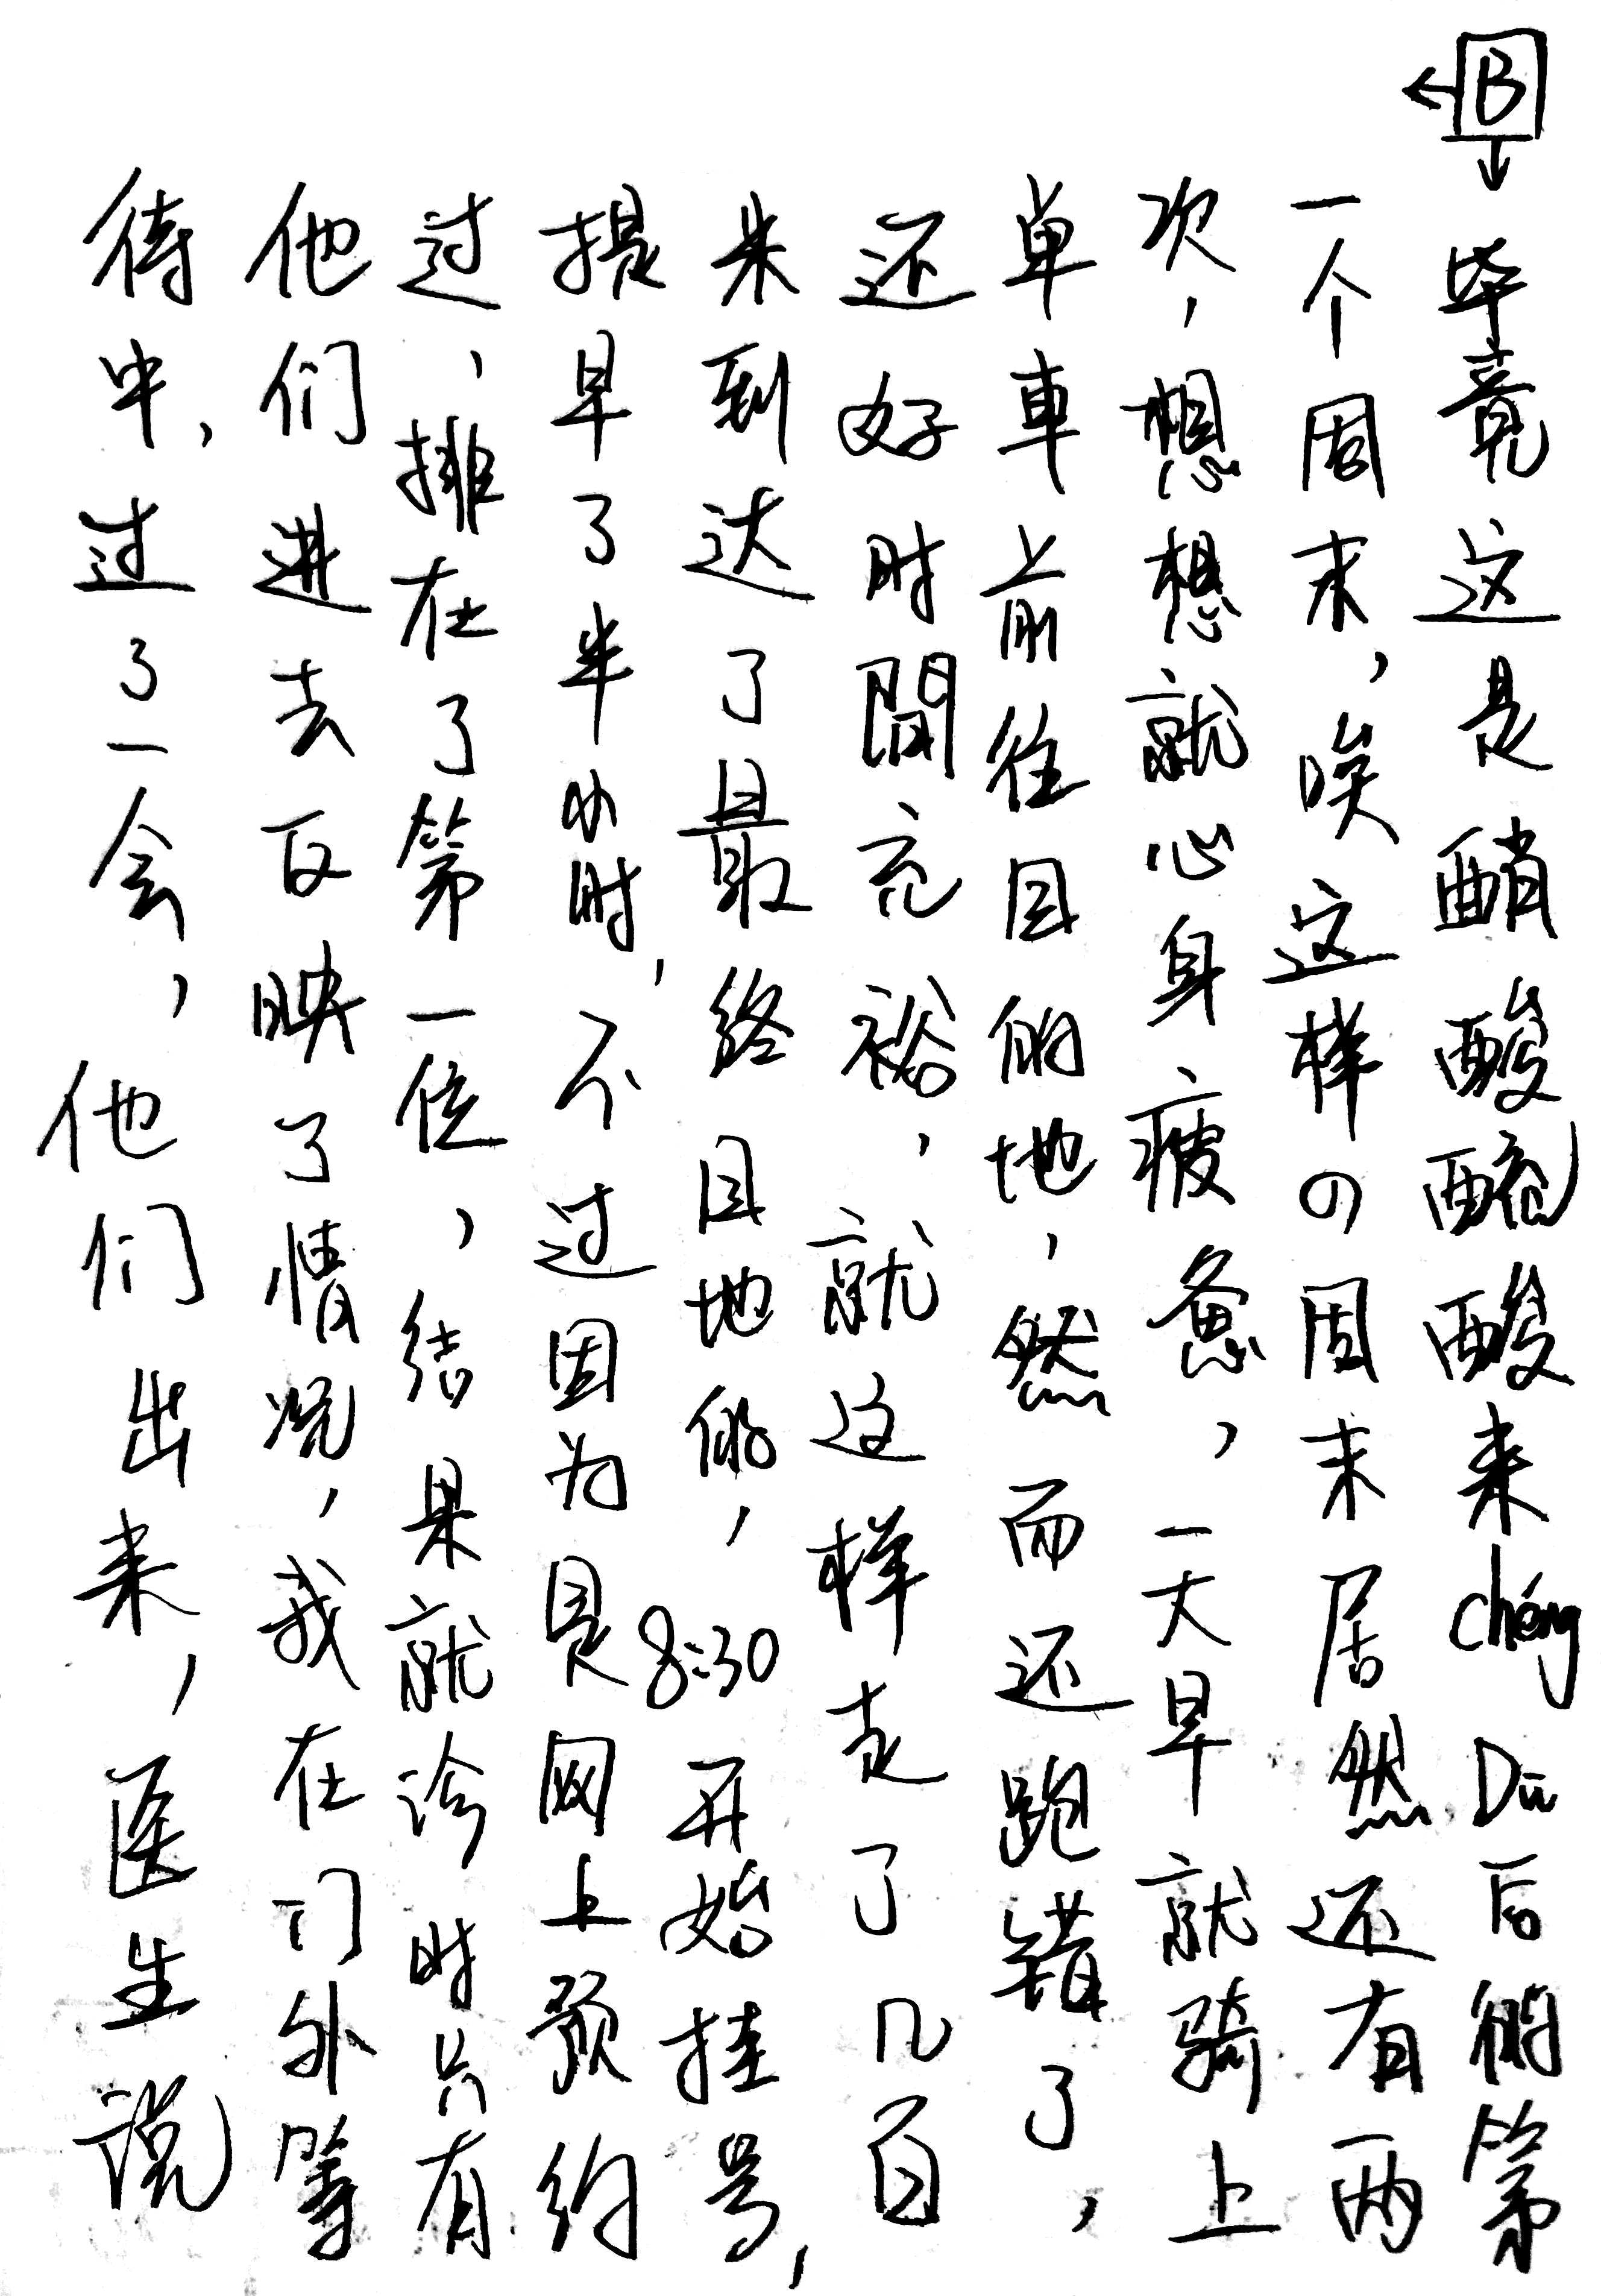 B
毕竟这是酯酸酯酸来chéng Dū后的第
一个周末，唉这样の周末居然还有两
次，想想就心身疲惫，一大早就骑上
单車前往目的地，然而还跑错了，
还好时間充裕，就这样走了几百
米到达了最终目地的，8:30开始挂号，
提早了半小时，不过因为是网上预约
过，排在了第一位，结果就诊时只有
他们进去反映了情况，我在门外等
待中，过了一会，他们出来，医生说